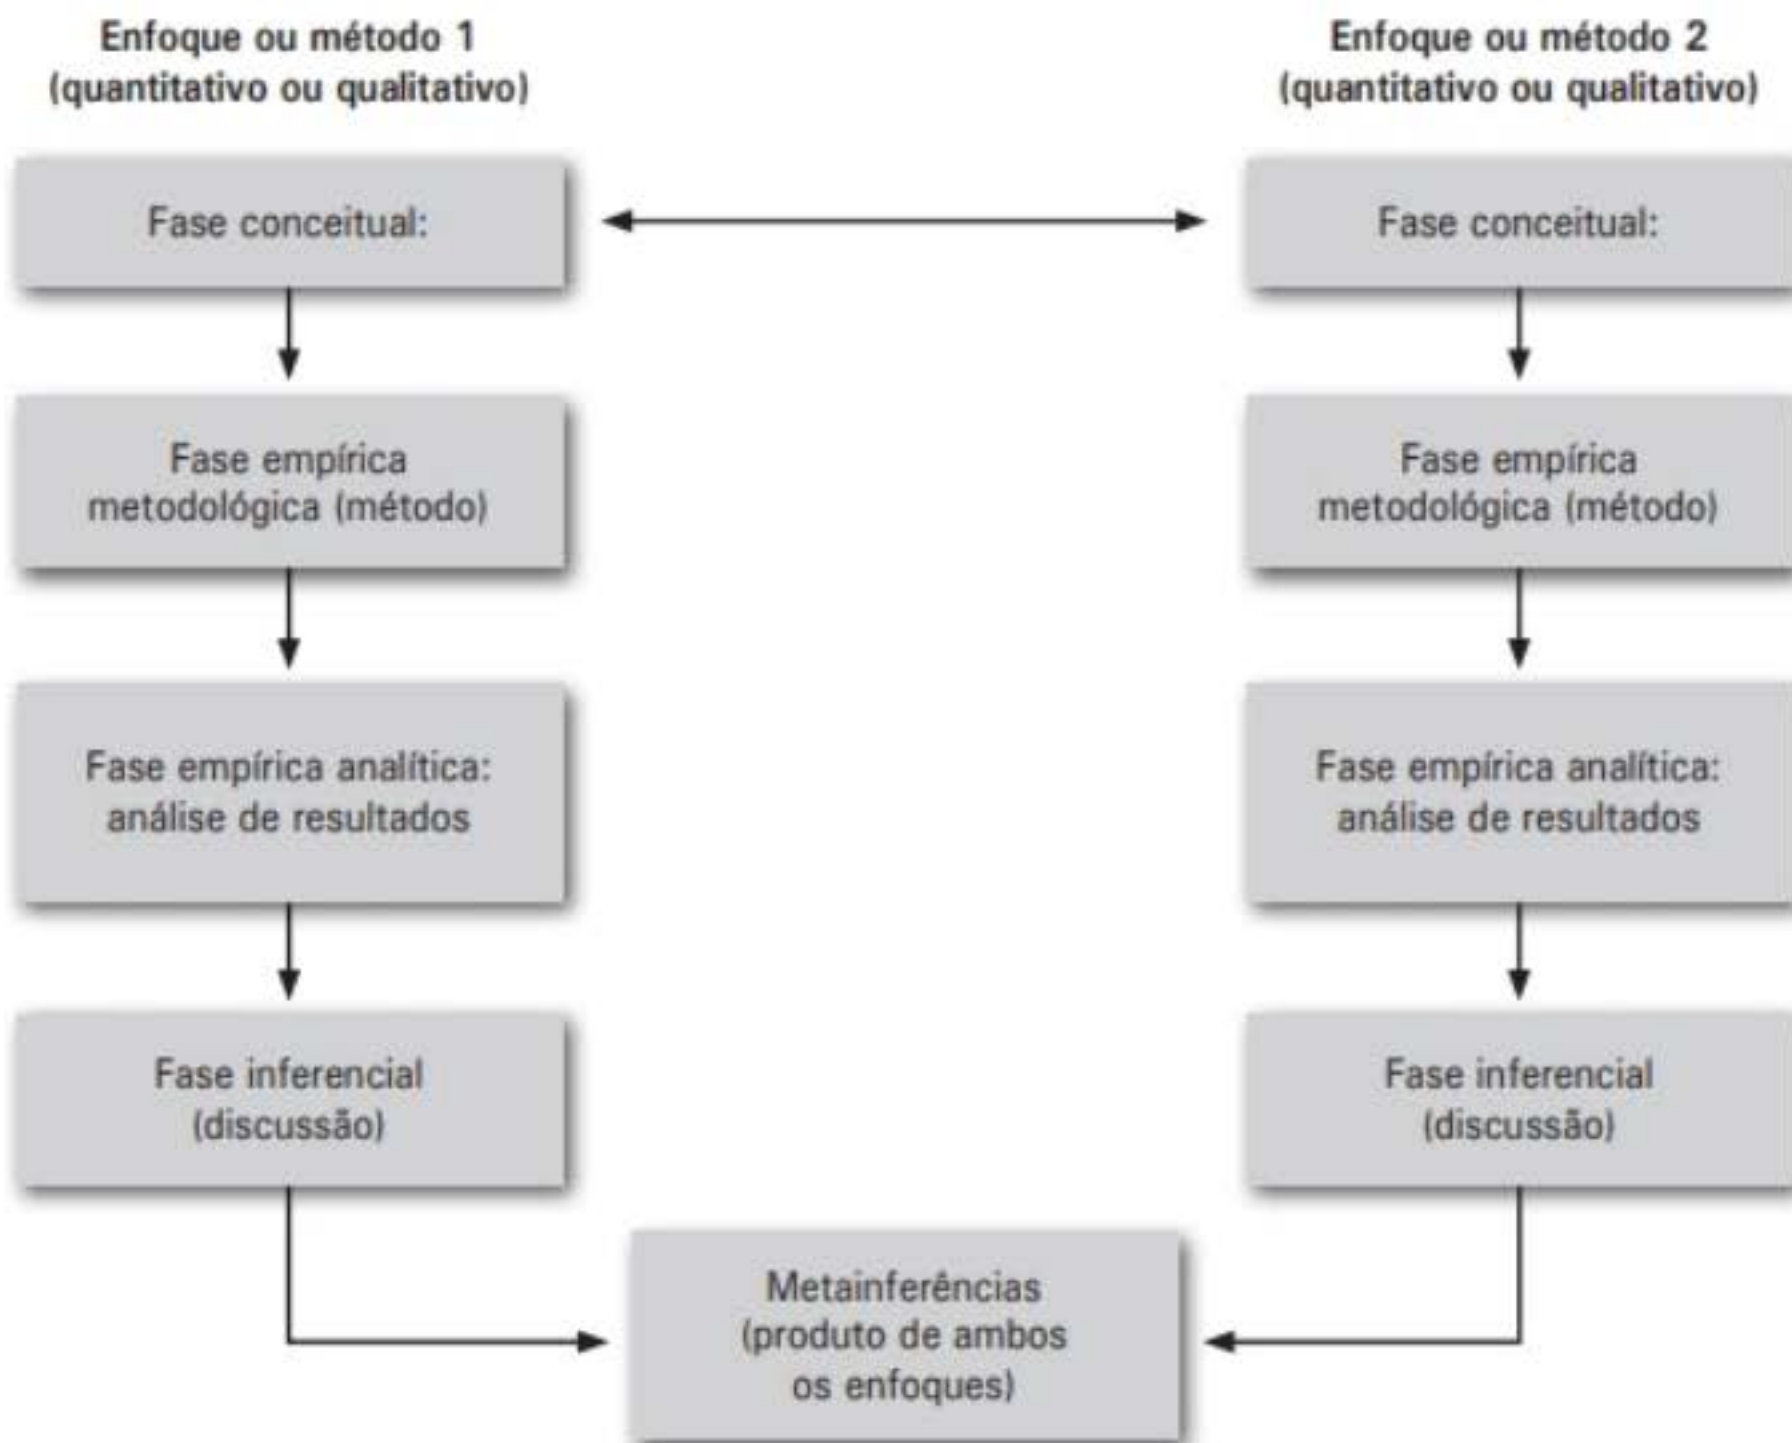 Enfoque ou método 1
(quantitativo ou qualitativo)
Fase conceitual:
Fase empírica
metodológica (método)
Fase empírica analítica:
análise de resultados
Fase inferencial
(discussão)
Enfoque ou método 2
(quantitativo ou qualitativo)
Fase conceitual:
Fase empírica
metodológica (método)
Fase empírica analítica:
análise de resultados
Fase inferencial
(discussão)
Metainferências
(produto de ambos
os enfoques)